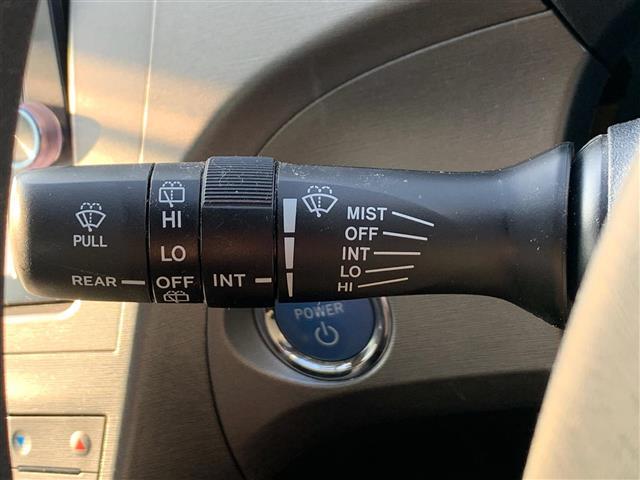 PULL
REAR
HI
LO
OFF
INT
MIST
OFF
INT
LO
HI
POWER